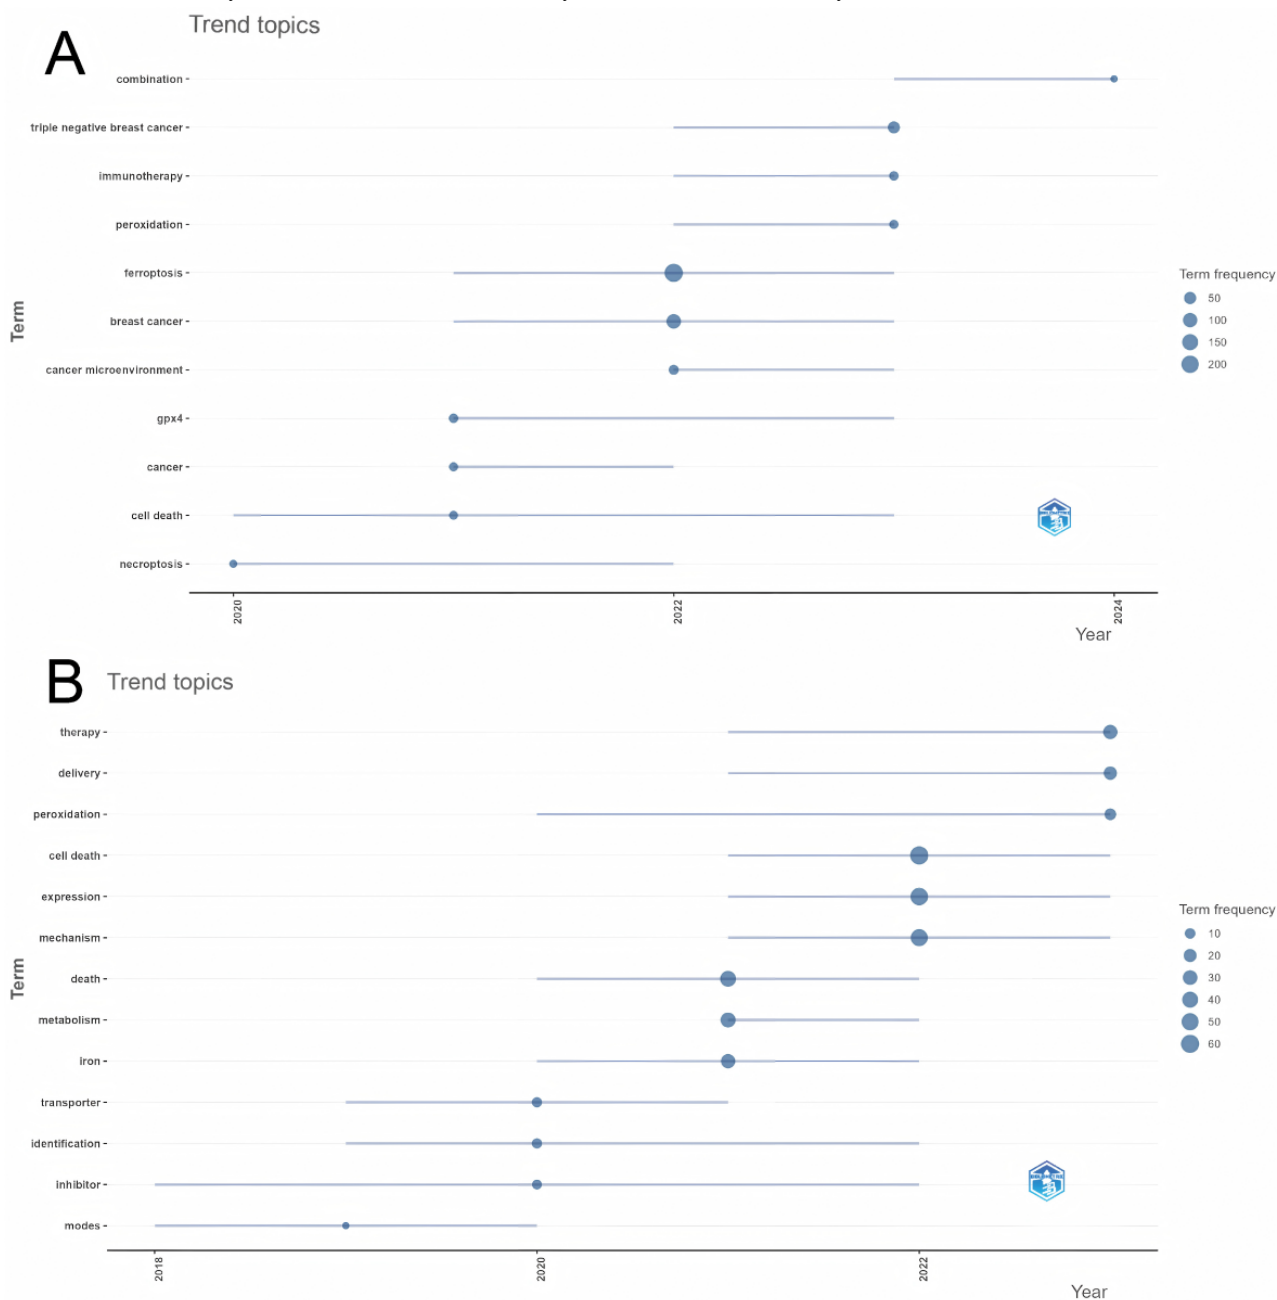 A
Trend topics
combination
triple negative breast cancer
immunotherapy
peroxidation
ferroptosis
breast cancer
cancer microenvironment
gpx4
cancer
cell death
necroptosis
Term
Term frequency
50
100
150
200
2020
2022
2024
Year
B
Trend topics
therapy
delivery
peroxidation
cell death
expression
mechanism
death
metabolism
iron
transporter
identification
inhibitor
modes
Term
Term frequency
10
20
30
40
50
60
2018
2020
2022
Year